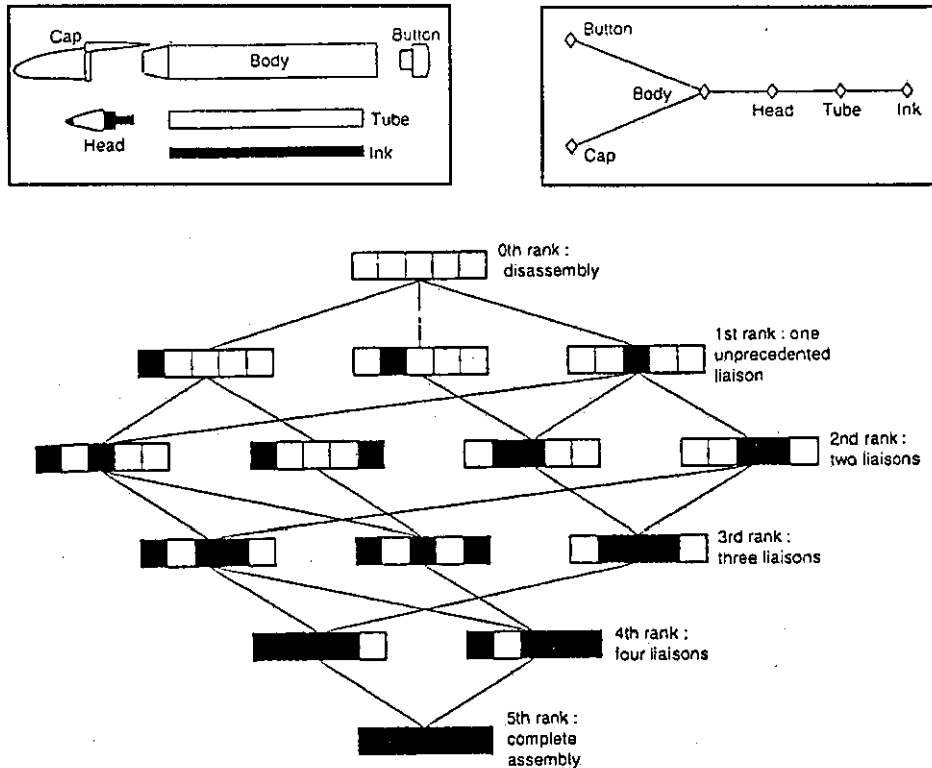 Cap
Body
Button
Head
Tube
Ink
Button
Body
Head
Tube
Ink
Cap
0th rank :
disassembly
1st rank : one
unprecedented
liaison
2nd rank :
two liaisons
3rd rank :
three liaisons
4th rank :
four liaisons
5th rank :
complete
assembly